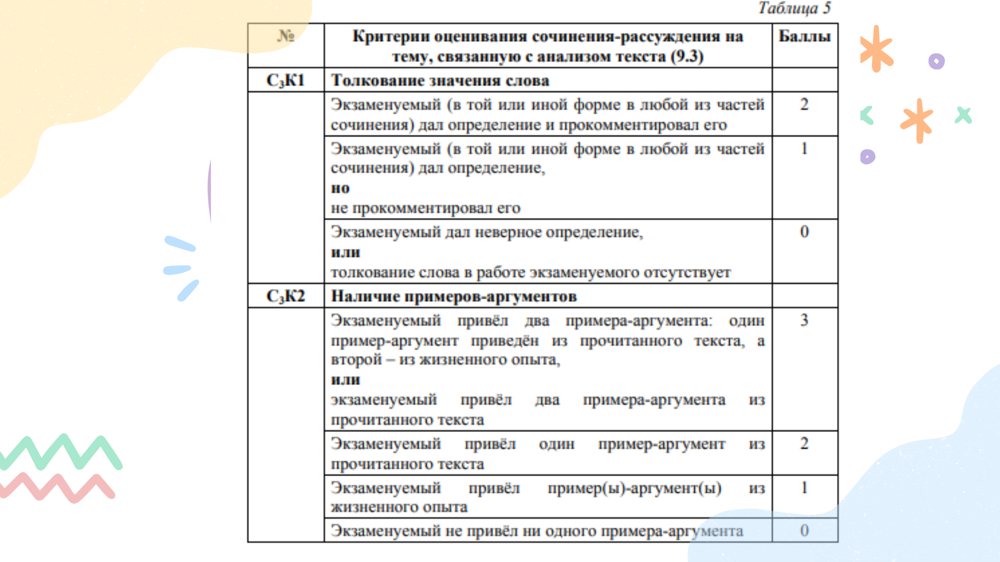 Таблица 5
№ Критерии оценивания сочинения-рассуждения на Баллы
тему, связанную с анализом текста (9.3)
С₃К1 Толкование значения слова
Экзаменуемый (в той или иной форме в любой из частей 2
сочинения) дал определение и прокомментировал его
Экзаменуемый (в той или иной форме в любой из частей 1
сочинения) дал определение,
но
не прокомментировал его
Экзаменуемый дал неверное определение, 0
или
толкование слова в работе экзаменуемого отсутствует
С₃К2 Наличие примеров-аргументов
Экзаменуемый привёл два примера-аргумента: один 3
пример-аргумент приведён из прочитанного текста, а
второй – из жизненного опыта,
или
экзаменуемый привёл два примера-аргумента из
прочитанного текста
Экзаменуемый привёл один пример-аргумент из 2
прочитанного текста
Экзаменуемый привёл пример(ы)-аргумент(ы) из 1
жизненного опыта
Экзаменуемый не привёл ни одного примера-аргумента 0